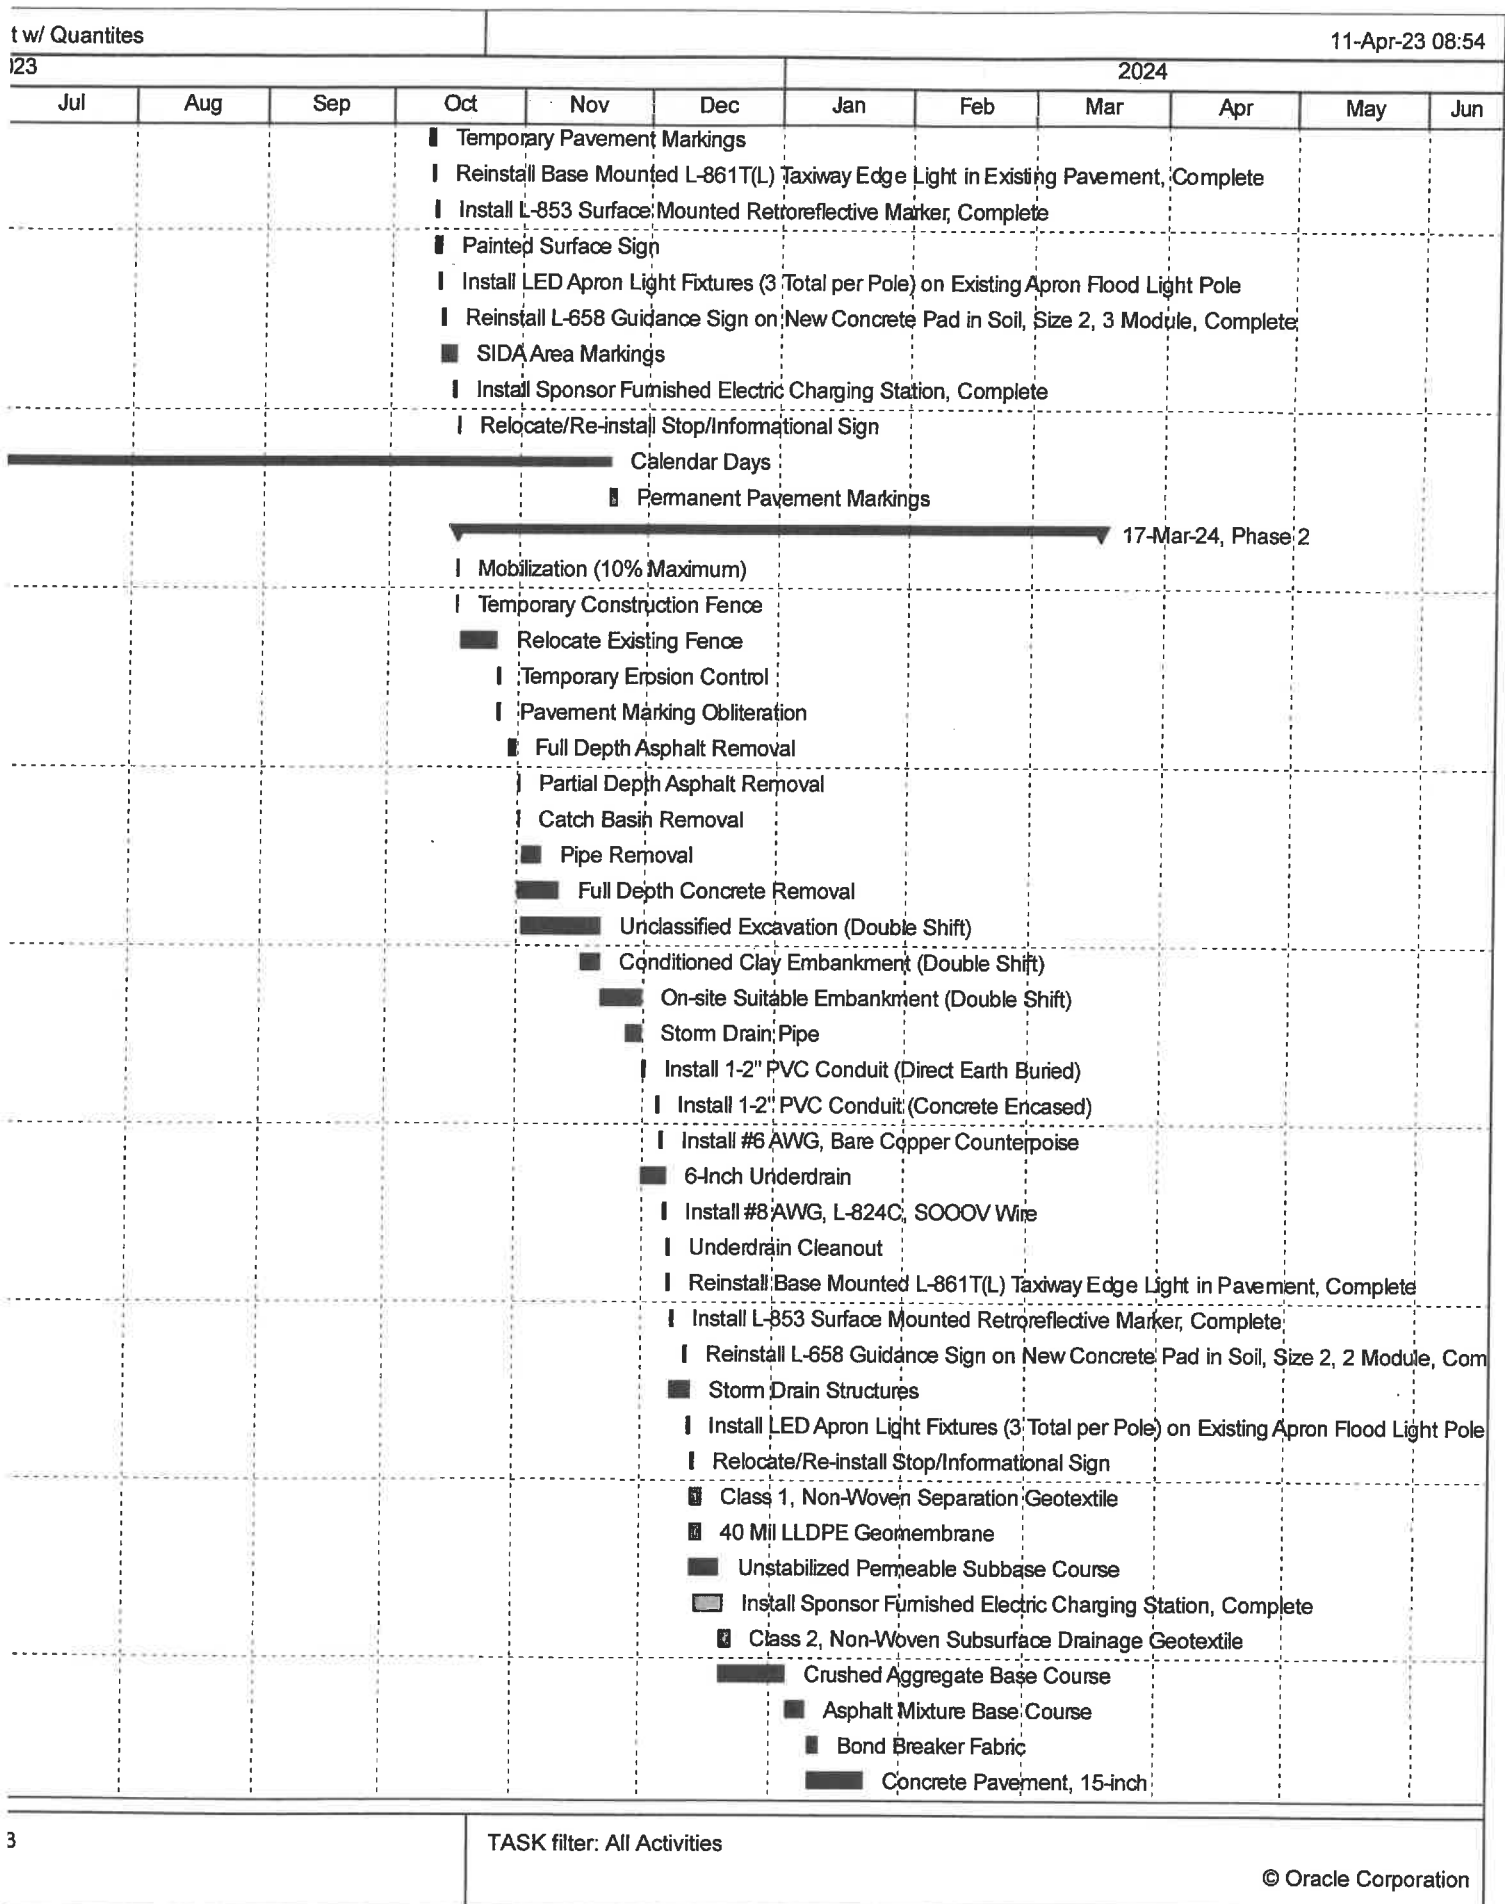 t w/ Quantites
11-Apr-23 08:54
023
2024
Jul Aug Sep Oct Nov Dec Jan Feb Mar Apr May Jun
Temporary Pavement Markings
Reinstall Base Mounted L-861T(L) Taxiway Edge Light in Existing Pavement, Complete
Install L-853 Surface Mounted Retroreflective Marker, Complete
Painted Surface Sign
Install LED Apron Light Fixtures (3 Total per Pole) on Existing Apron Flood Light Pole
Reinstall L-658 Guidance Sign on New Concrete Pad in Soil, Size 2, 3 Module, Complete
SIDA Area Markings
Install Sponsor Furnished Electric Charging Station, Complete
Relocate/Re-install Stop/Informational Sign
Calendar Days
Permanent Pavement Markings
17-Mar-24, Phase 2
Mobilization (10% Maximum)
Temporary Construction Fence
Relocate Existing Fence
Temporary Erosion Control
Pavement Marking Obliteration
Full Depth Asphalt Removal
Partial Depth Asphalt Removal
Catch Basin Removal
Pipe Removal
Full Depth Concrete Removal
Unclassified Excavation (Double Shift)
Conditioned Clay Embankment (Double Shift)
On-site Suitable Embankment (Double Shift)
Storm Drain Pipe
Install 1-2" PVC Conduit (Direct Earth Buried)
Install 1-2" PVC Conduit (Concrete Encased)
Install #6 AWG, Bare Copper Counterpoise
6-Inch Underdrain
Install #8 AWG, L-824C, SOOOV Wire
Underdrain Cleanout
Reinstall Base Mounted L-861T(L) Taxiway Edge Light in Pavement, Complete
Install L-853 Surface Mounted Retroreflective Marker, Complete
Reinstall L-658 Guidance Sign on New Concrete Pad in Soil, Size 2, 2 Module, Com
Storm Drain Structures
Install LED Apron Light Fixtures (3 Total per Pole) on Existing Apron Flood Light Pole
Relocate/Re-install Stop/Informational Sign
Class 1, Non-Woven Separation Geotextile
40 Mil LLDPE Geomembrane
Unstabilized Permeable Subbase Course
Install Sponsor Furnished Electric Charging Station, Complete
Class 2, Non-Woven Subsurface Drainage Geotextile
Crushed Aggregate Base Course
Asphalt Mixture Base Course
Bond Breaker Fabric
Concrete Pavement, 15-inch
3
TASK filter: All Activities
© Oracle Corporation